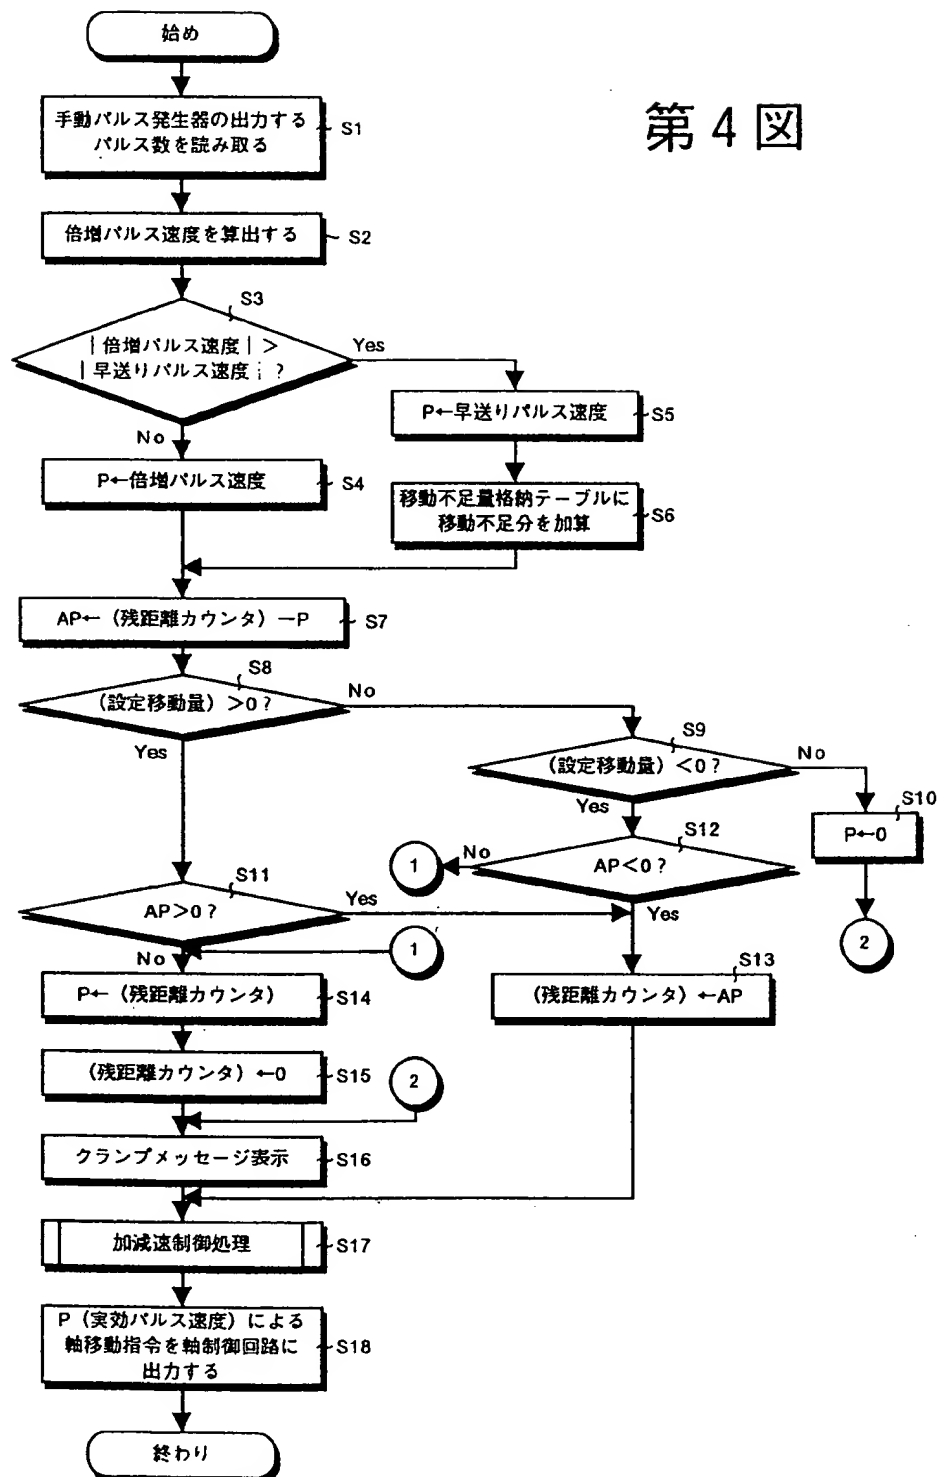 始め
第4図
手動パルス発生器の出力する
パルス数を読み取る
S1
倍増パルス速度を算出する
S2
S3
|倍増パルス速度|>
|早送りパルス速度|?
Yes
No
P←早送りパルス速度
S5
P←倍増パルス速度
S4
移動不足量格納テーブルに
移動不足分を加算
S6
AP←(残距離カウンタ)-P
S7
S8
(設定移動量)>0?
No
Yes
S9
(設定移動量)<0?
No
Yes
S10
P←0
2
S12
AP<0?
No
1
Yes
S11
AP>0?
Yes
No
1
S13
(残距離カウンタ)←AP
P←(残距離カウンタ)
S14
(残距離カウンタ)←0
S15
2
クランプメッセージ表示
S16
加減速制御処理
S17
P(実効パルス速度)による
軸移動指令を軸制御回路に
出力する
S18
終わり